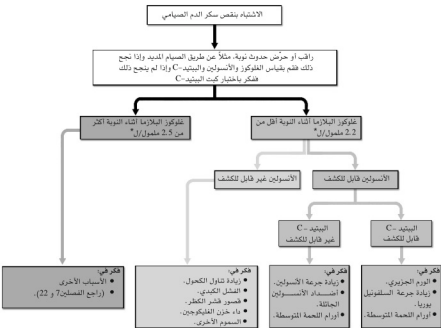 الاشتباه بنقص سكر الدم الصيامي
راقب أو حرّض حدوث نوبة، مثلاً عن طريق الصيام المديد وإذا نجح
ذلك فقم بقياس الغلوكوز والأنسولين والببتيد-C وإذا لم ينجح ذلك
ففكر باختبار كبت الببتيد-C
غلوكوز البلازما أثناء النوبة أقل من
2.2 ملمول/ل*
غلوكوز البلازما أثناء النوبة أكثر
من 2.5 ملمول/ل*
الأنسولين قابل للكشف
الأنسولين غير قابل للكشف
الببتيد -C
قابل للكشف
الببتيد -C
غير قابل للكشف
فكر في:
• الورم الجزيري.
• زيادة جرعة السلفونيل
يوريا.
• أورام اللحمة المتوسطة.
فكر في:
• زيادة جرعة الأنسولين.
• أضداد الأنسولين
الجائلة.
• أورام اللحمة المتوسطة.
فكر في:
• زيادة تناول الكحول.
• الفشل الكبدي.
• قصور قشر الكظر.
• داء خزن الغليكوجين.
• السموم الأخرى.
فكر في:
• الأسباب الأخرى
• (راجع الفصلين 7 و 22).